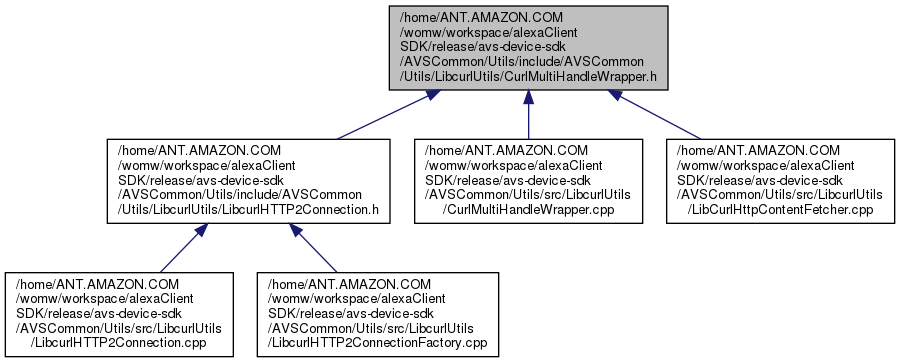 /home/ANT.AMAZON.COM
/womw/workspace/alexaClient
SDK/release/avs-device-sdk
/AVSCommon/Utils/include/AVSCommon
/Utils/LibcurlUtils/CurlMultiHandleWrapper.h
/home/ANT.AMAZON.COM
/womw/workspace/alexaClient
SDK/release/avs-device-sdk
/AVSCommon/Utils/include/AVSCommon
/Utils/LibcurlUtils/LibcurlHTTP2Connection.h
/home/ANT.AMAZON.COM
/womw/workspace/alexaClient
SDK/release/avs-device-sdk
/AVSCommon/Utils/src/LibcurlUtils
/CurlMultiHandleWrapper.cpp
/home/ANT.AMAZON.COM
/womw/workspace/alexaClient
SDK/release/avs-device-sdk
/AVSCommon/Utils/src/LibcurlUtils
/LibCurlHttpContentFetcher.cpp
/home/ANT.AMAZON.COM
/womw/workspace/alexaClient
SDK/release/avs-device-sdk
/AVSCommon/Utils/src/LibcurlUtils
/LibcurlHTTP2Connection.cpp
/home/ANT.AMAZON.COM
/womw/workspace/alexaClient
SDK/release/avs-device-sdk
/AVSCommon/Utils/src/LibcurlUtils
/LibcurlHTTP2ConnectionFactory.cpp